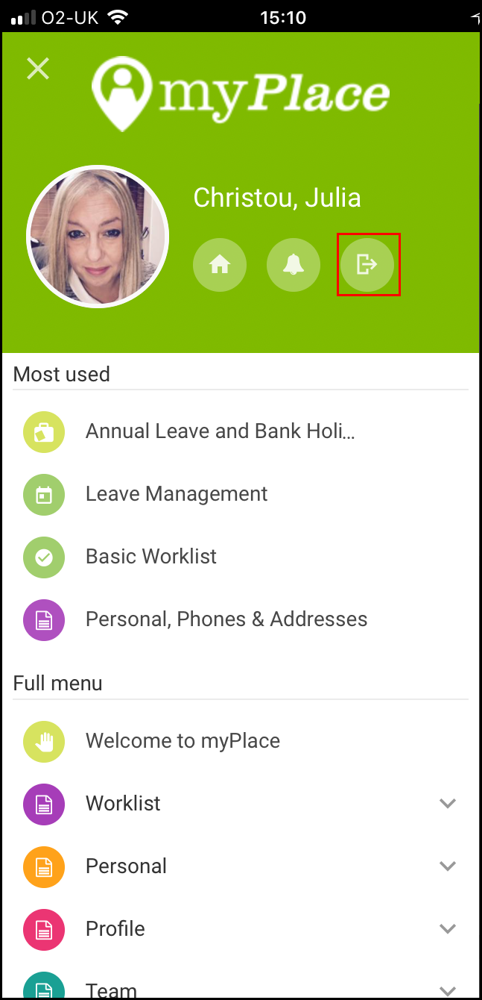 O2-UK 15:10
myPlace
Christou, Julia
Most used
Annual Leave and Bank Holi...
Leave Management
Basic Worklist
Personal, Phones & Addresses
Full menu
Welcome to myPlace
Worklist
Personal
Profile
Team